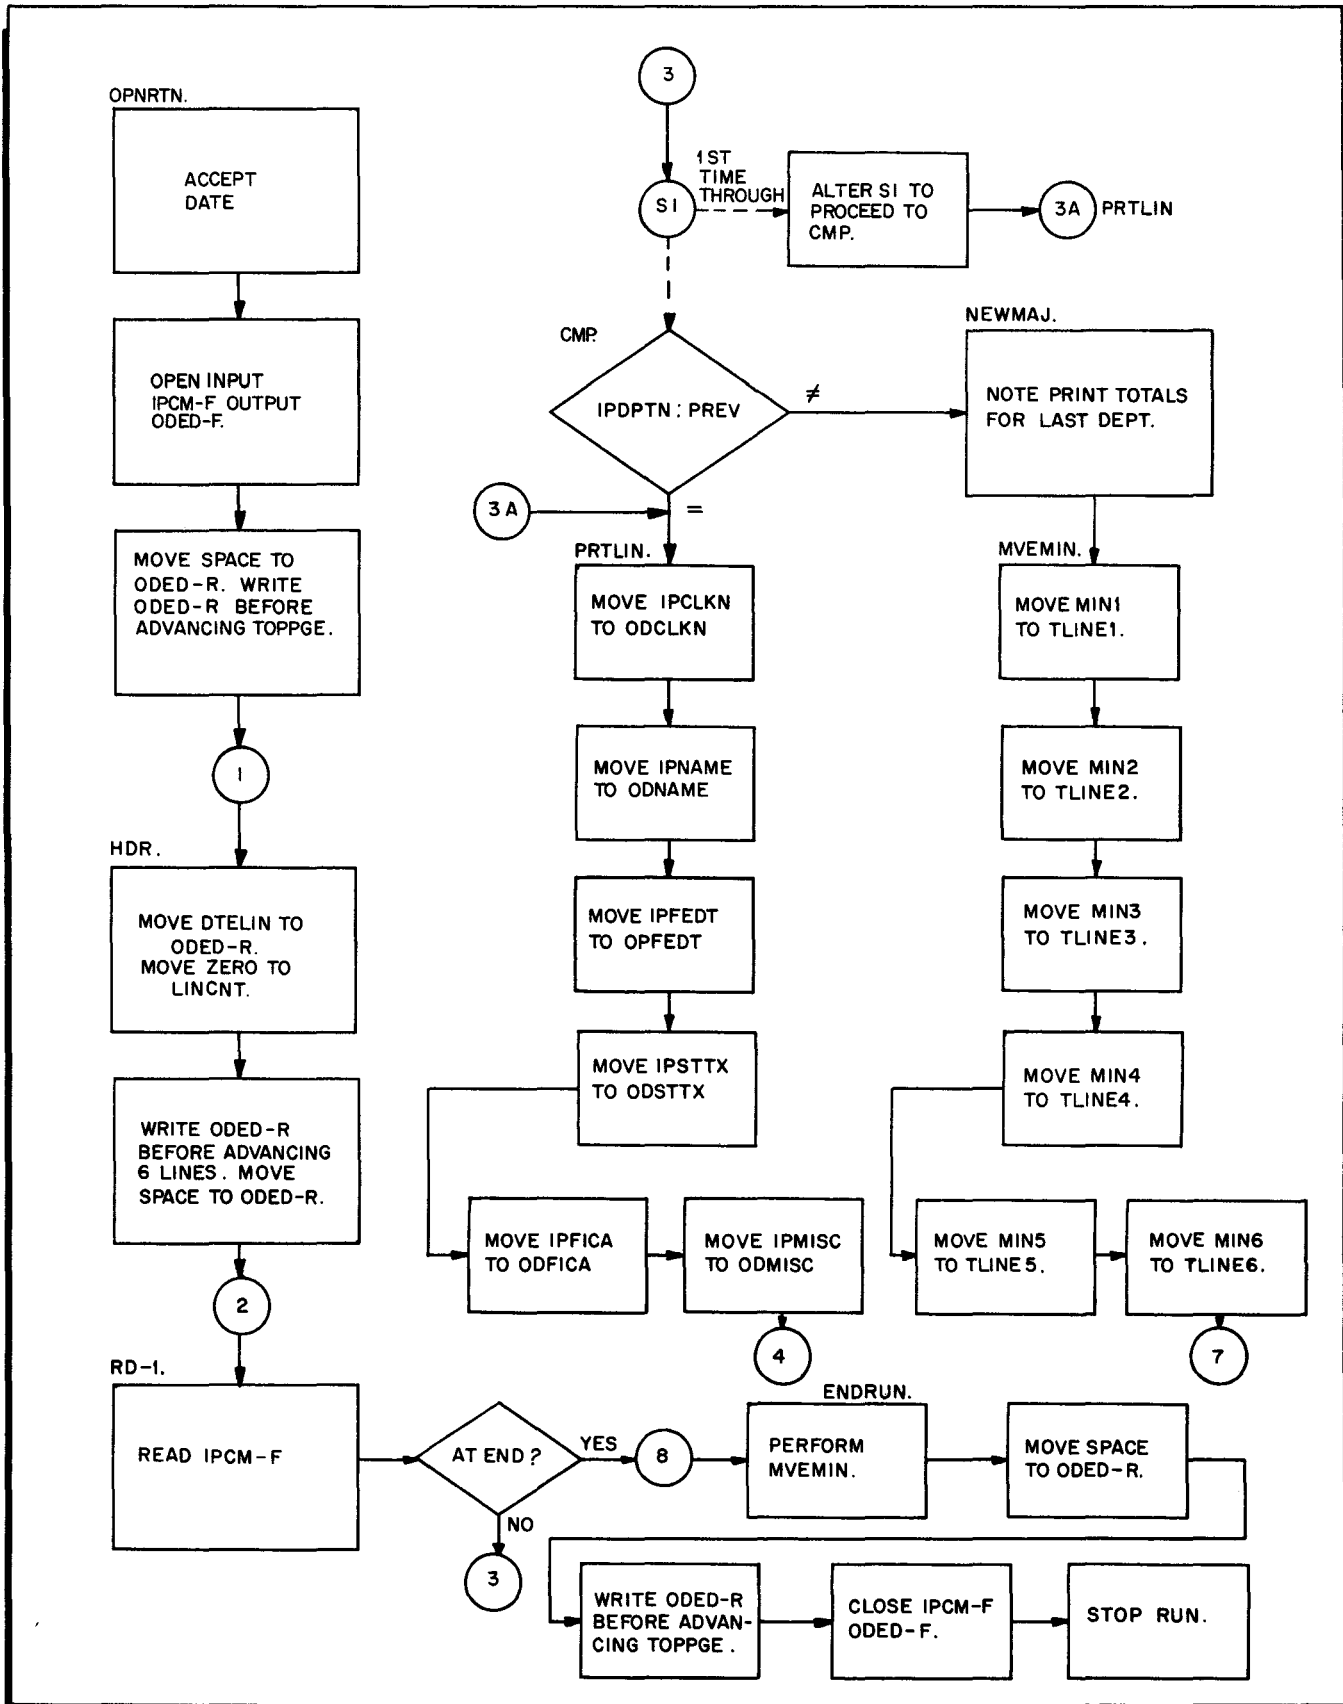 OPNRTN.
ACCEPT
DATE
OPEN INPUT
IPCM-F OUTPUT
ODED-F.
MOVE SPACE TO
ODED-R. WRITE
ODED-R BEFORE
ADVANCING TOPPGE.
1
HDR.
MOVE DTELIN TO
ODED-R.
MOVE ZERO TO
LINCNT.
WRITE ODED-R
BEFORE ADVANCING
6 LINES. MOVE
SPACE TO ODED-R.
2
RD-1.
READ IPCM-F
AT END?
YES
NO
3
8
ENDRUN.
PERFORM
MVEMIN.
MOVE SPACE
TO ODED-R.
WRITE ODED-R
BEFORE ADVAN-
CING TOPPGE.
CLOSE IPCM-F
ODED-F.
STOP RUN.
3
S1
1ST
TIME
THROUGH
ALTER S1 TO
PROCEED TO
CMP.
3A
PRTLIN
CMP.
IPDPTN : PREV
≠
=
3A
PRTLIN.
MOVE IPCLKN
TO ODCLKN
MOVE IPNAME
TO ODNAME
MOVE IPFEDT
TO OPFEDT
MOVE IPSTTX
TO ODSTTX
MOVE IPFICA
TO ODFICA
MOVE IPMISC
TO ODMISC
4
NEWMAJ.
NOTE PRINT TOTALS
FOR LAST DEPT.
MVEMIN.
MOVE MIN1
TO TLINE1.
MOVE MIN2
TO TLINE2.
MOVE MIN3
TO TLINE3.
MOVE MIN4
TO TLINE4.
MOVE MIN5
TO TLINE5.
MOVE MIN6
TO TLINE6.
7